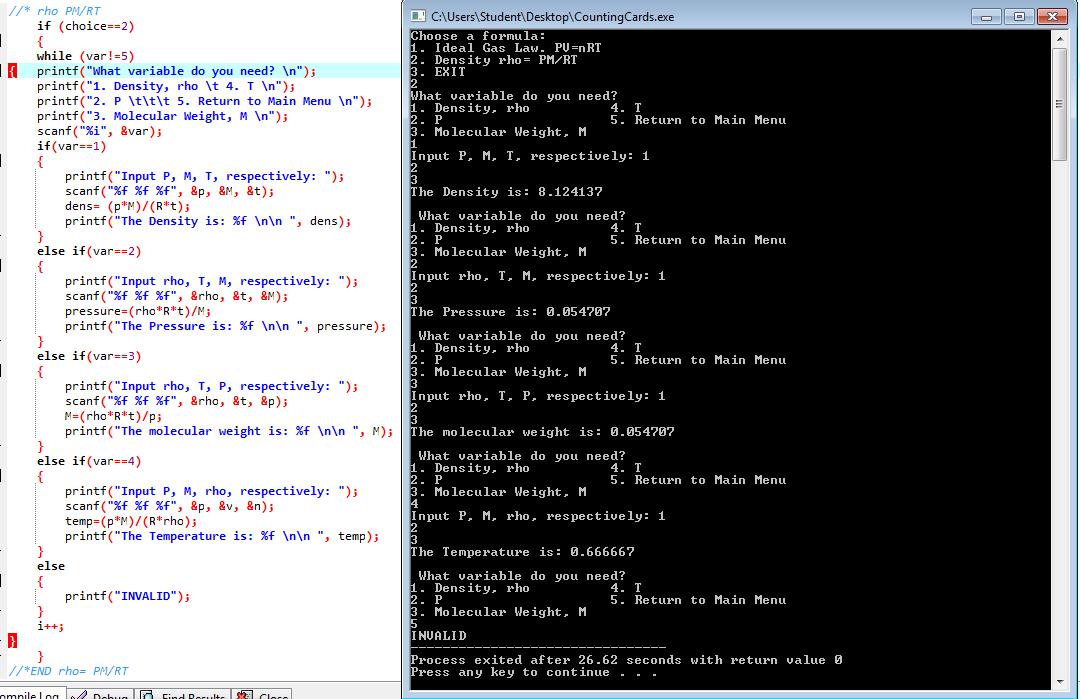 //* rho PM/RT
if (choice==2)
{
while (var!=5)
{ printf("What variable do you need? \n");
printf("1. Density, rho \t 4. T \n");
printf("2. P \t\t\t 5. Return to Main Menu \n");
printf("3. Molecular Weight, M \n");
scanf("%i", &var);
if(var==1)
{
printf("Input P, M, T, respectively: ");
scanf("%f %f %f", &p, &M, &t);
dens= (p*M)/(R*t);
printf("The Density is: %f \n\n ", dens);
}
else if(var==2)
{
printf("Input rho, T, M, respectively: ");
scanf("%f %f %f", &rho, &t, &M);
pressure=(rho*R*t)/M;
printf("The Pressure is: %f \n\n ", pressure);
}
else if(var==3)
{
printf("Input rho, T, P, respectively: ");
scanf("%f %f %f", &rho, &t, &p);
M=(rho*R*t)/p;
printf("The molecular weight is: %f \n\n ", M);
}
else if(var==4)
{
printf("Input P, M, rho, respectively: ");
scanf("%f %f %f", &p, &v, &n);
temp=(p*M)/(R*rho);
printf("The Temperature is: %f \n\n ", temp);
}
else
{
printf("INVALID");
}
i++;
}
}
//*END rho= PM/RT
ompile Log Debug Find Results Close
C:\Users\Student\Desktop\CountingCards.exe
Choose a formula:
1. Ideal Gas Law. PV=nRT
2. Density rho= PM/RT
3. EXIT
2
What variable do you need?
1. Density, rho 4. T
2. P 5. Return to Main Menu
3. Molecular Weight, M
1
Input P, M, T, respectively: 1
2
3
The Density is: 8.124137
What variable do you need?
1. Density, rho 4. T
2. P 5. Return to Main Menu
3. Molecular Weight, M
2
Input rho, T, M, respectively: 1
2
3
The Pressure is: 0.054707
What variable do you need?
1. Density, rho 4. T
2. P 5. Return to Main Menu
3. Molecular Weight, M
3
Input rho, T, P, respectively: 1
2
3
The molecular weight is: 0.054707
What variable do you need?
1. Density, rho 4. T
2. P 5. Return to Main Menu
3. Molecular Weight, M
4
Input P, M, rho, respectively: 1
2
3
The Temperature is: 0.666667
What variable do you need?
1. Density, rho 4. T
2. P 5. Return to Main Menu
3. Molecular Weight, M
5
INVALID
--------------------------------
Process exited after 26.62 seconds with return value 0
Press any key to continue . . .